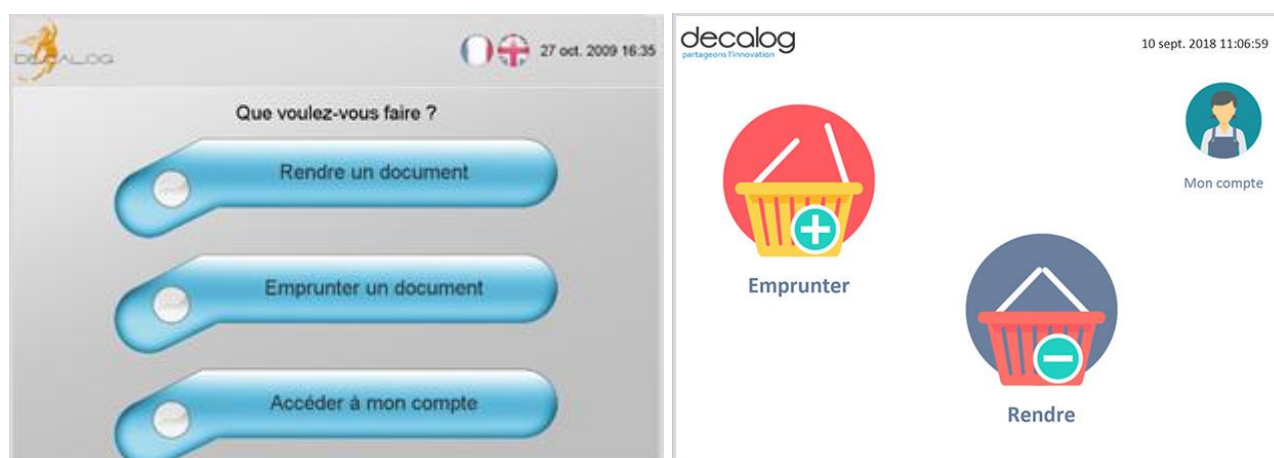 DECALOG
27 oct. 2009 16:35
Que voulez-vous faire ?
Rendre un document
Emprunter un document
Accéder à mon compte
decalog
partageons l'innovation
10 sept. 2018 11:06:59
Mon compte
Emprunter
Rendre